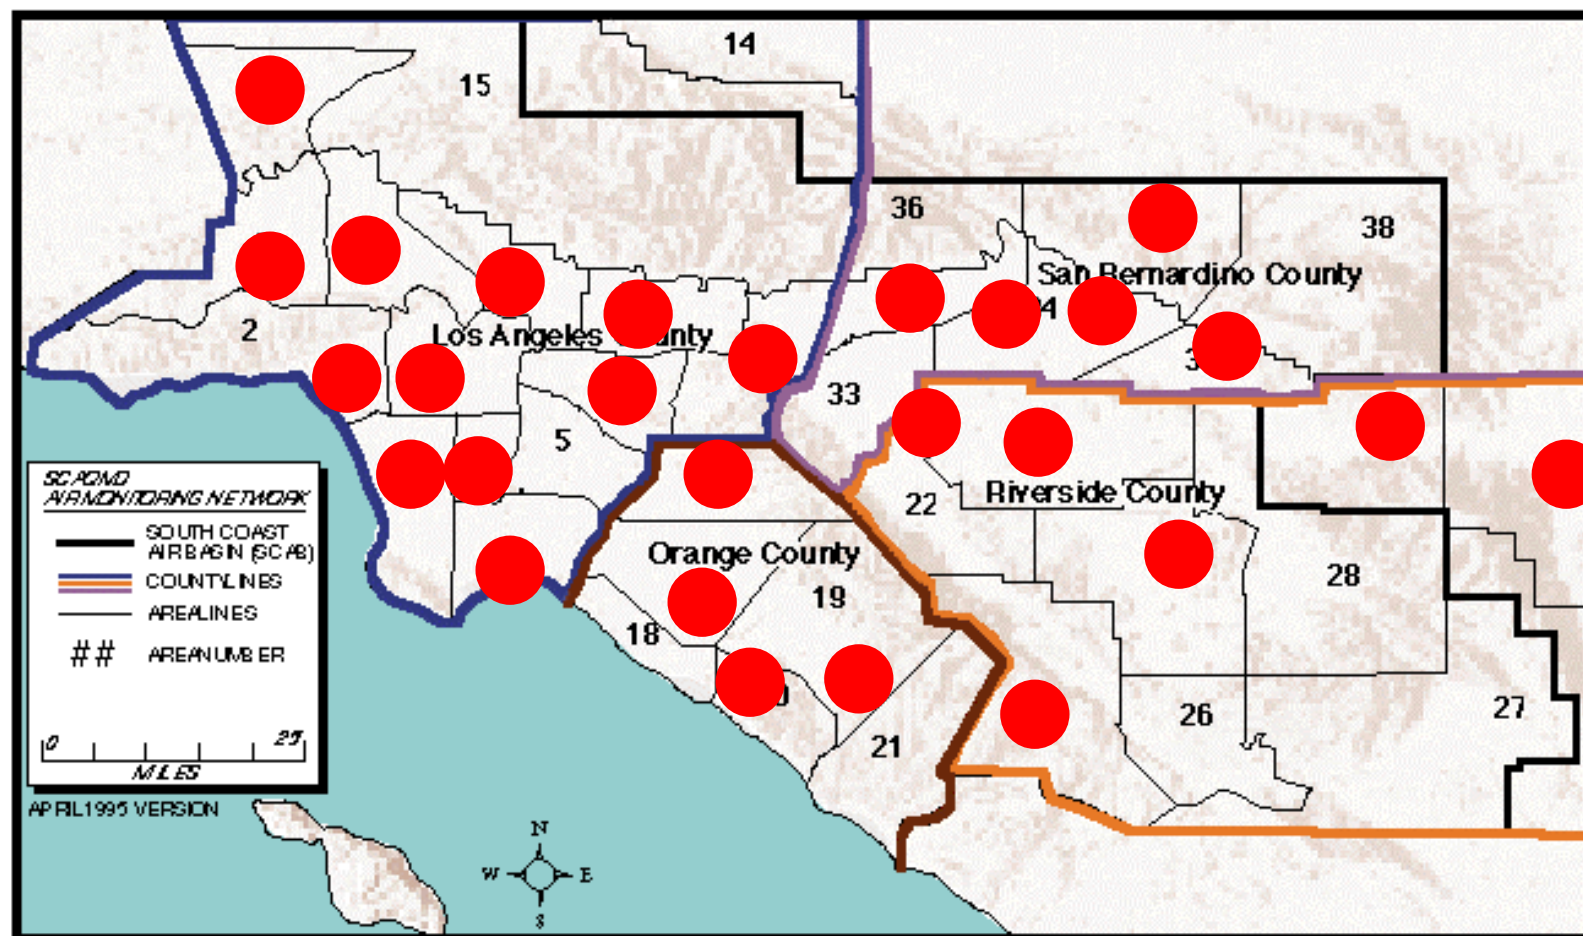 14
15
36
38
San Bernardino County
2
Los Angeles
33
5
22
Riverside County
SCAQMD
AIR MONITORING NETWORK
SOUTH COAST
AIR BASIN (SCAB)
COUNTY LINES
AREA LINES
## AREA NUMBER
0 25
MILES
APRIL 1995 VERSION
Orange County
19
18
28
21
26
27
N
W E
S